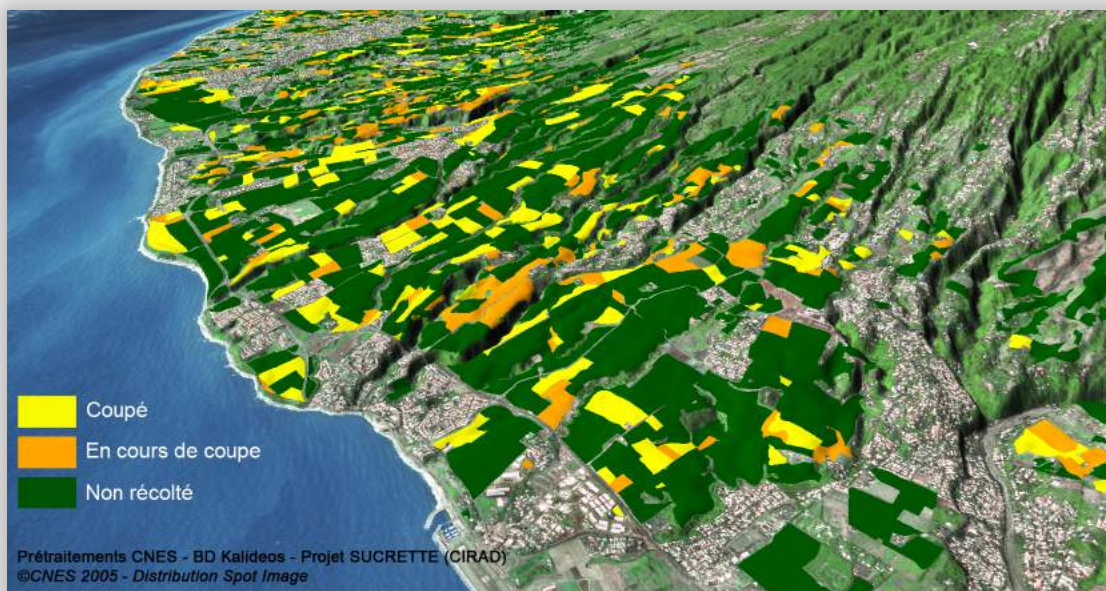 Coupé
En cours de coupe
Non récolté
Prétraitements CNES - BD Kalideos - Projet SUCRETTE (CIRAD)
©CNES 2005 - Distribution Spot Image